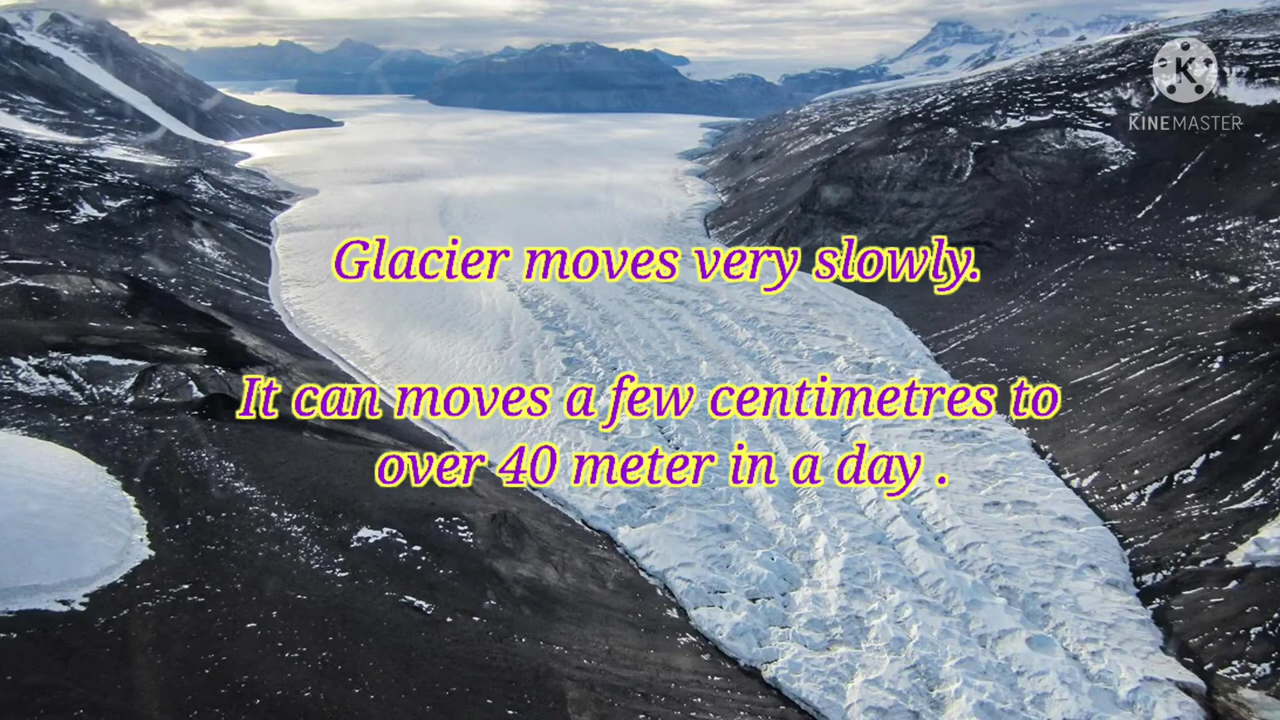 K
KINEMASTER
Glacier moves very slowly.
It can moves a few centimetres to
over 40 meter in a day .